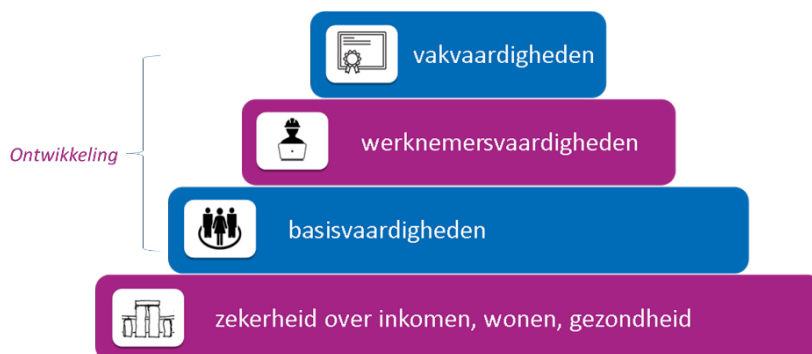 vakvaardigheden
werknemersvaardigheden
Ontwikkeling
basisvaardigheden
zekerheid over inkomen, wonen, gezondheid